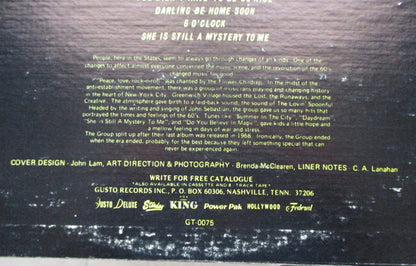 DARLING BE HOME SOON
6 O'CLOCK
SHE IS STILL A MYSTERY TO ME
People, here in the States, seem to always go through changes of all kinds. One of the
changes to affect almost everyone concerned the music scene, and the revolution of the 60's
changed music for good.
Peace, love, rock-n-roll was chanted by the Flower Children. In the midst of the
anti-establishment movement, there was a group of musicians playing and changing history
in the heart of New York City. Greenwich Village housed the Lost, the Runaways, and the
Creative. The atmosphere gave birth to a laid-back sound, the sound of The Lovin' Spoonful
Headed by the writing and singing of John Sebastian, the group gave us so many hits that
portrayed the times and feelings of the 60's. Tunes like "Summer In The City", "Daydream"
"She Is Still A Mystery To Me", and "Do You Believe In Magic" gave kids a little hope and
a mellow feeling in days of war and stress.
The Group split up after their last album was released in 1968. Ironically, the Group ended
when the era ended, probably for the best because they left something special that can
never be experienced again.
COVER DESIGN - John Lam, ART DIRECTION & PHOTOGRAPHY - Brenda McClearen, LINER NOTES - C. A. Lanahan
WRITE FOR FREE CATALOGUE
"ALSO AVAILABLE IN CASSETTE AND 8 - TRACK TAPE"
GUSTO RECORDS INC., P. O. BOX 60306, NASHVILLE, TENN. 37206
Gusto DELUXE Starday KING Power Pak HOLLYWOOD Federal
GT-0075